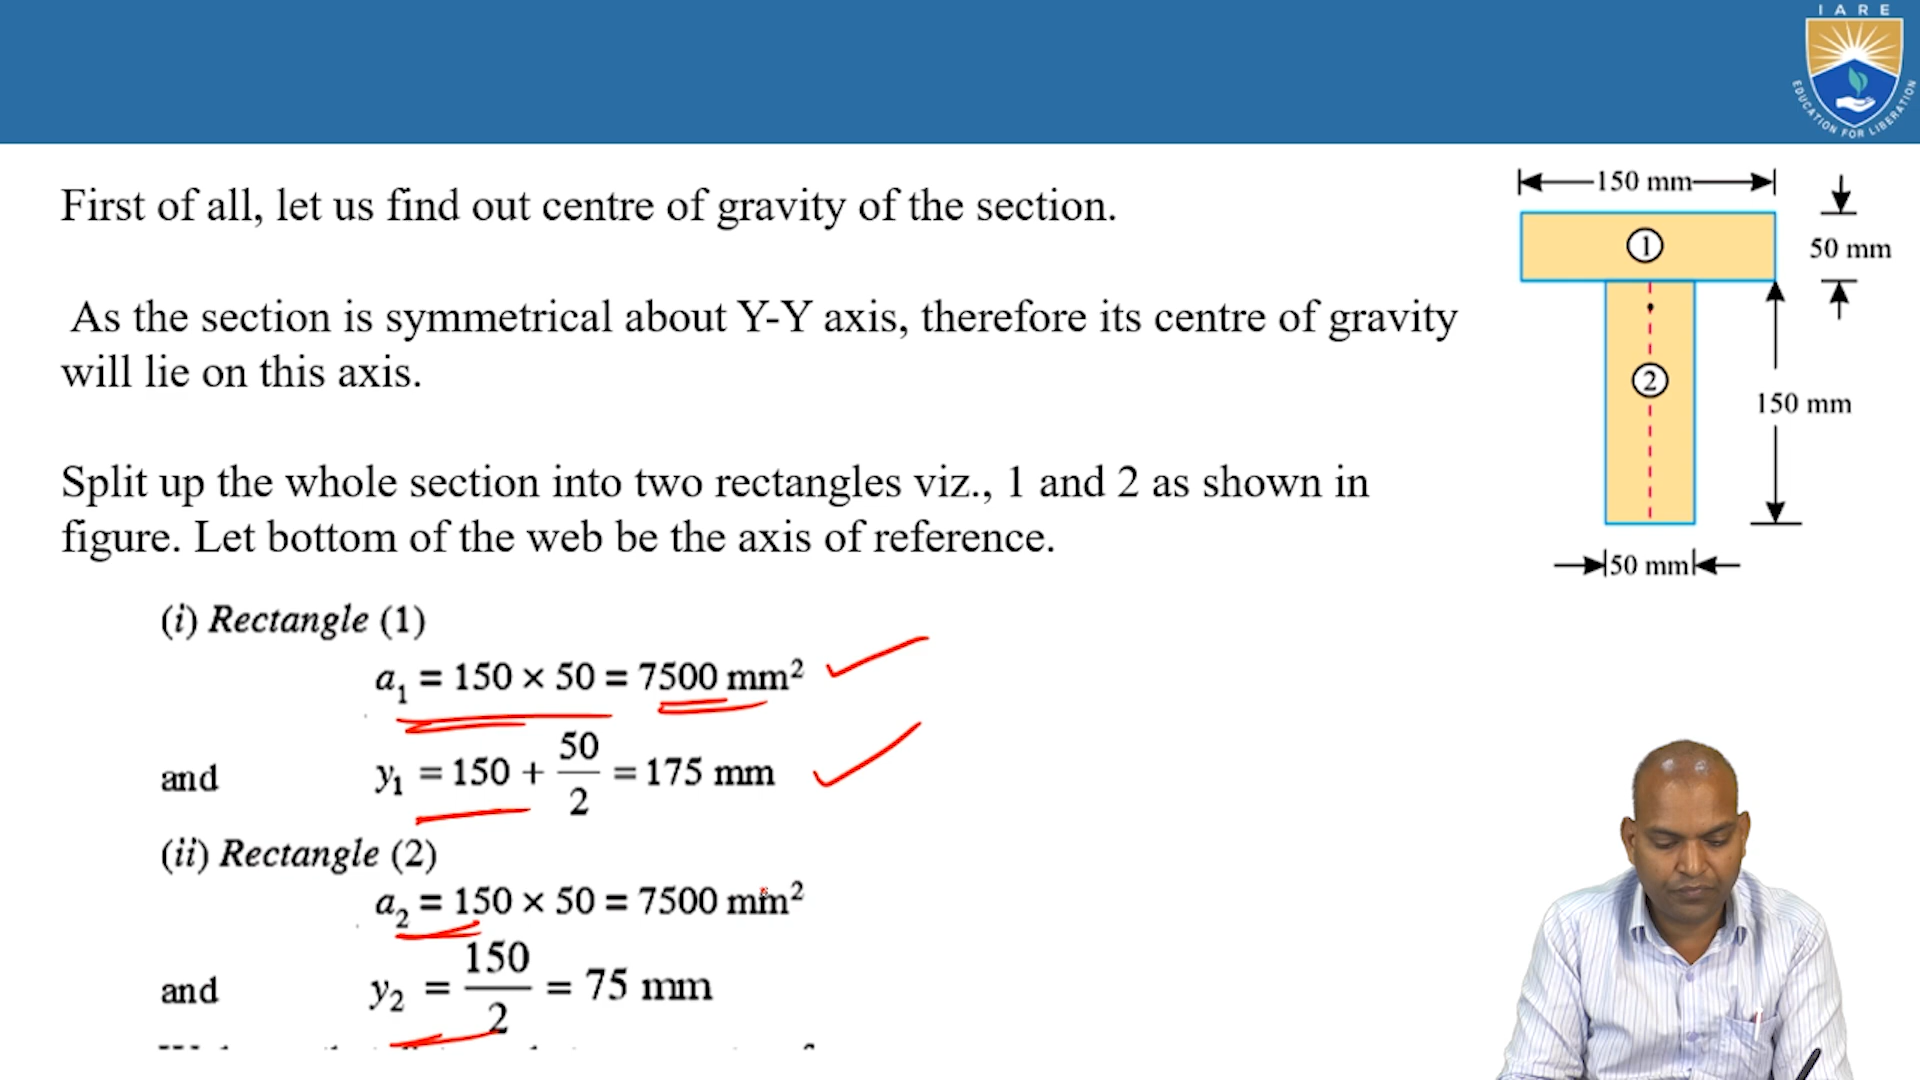 IARE
EDUCATION FOR LIBERATION
First of all, let us find out centre of gravity of the section.
As the section is symmetrical about Y-Y axis, therefore its centre of gravity
will lie on this axis.
Split up the whole section into two rectangles viz., 1 and 2 as shown in
figure. Let bottom of the web be the axis of reference.
(i) Rectangle (1)
a₁ = 150 × 50 = 7500 mm²
and y₁ = 150 + 50/2 = 175 mm
(ii) Rectangle (2)
a₂ = 150 × 50 = 7500 mm²
and y₂ = 150/2 = 75 mm
150 mm
1
50 mm
2
150 mm
50 mm